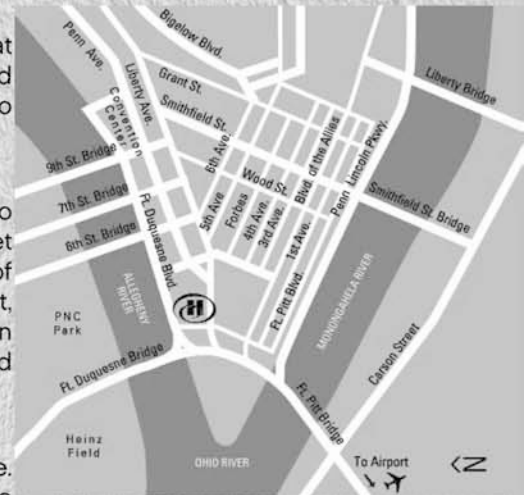 at
d
o
o
et
of
t,
n
d
e.
Penn Ave.
Bigelow Blvd.
Liberty Ave.
Convention Center
Grant St.
Smithfield St.
6th Ave.
Liberty Bridge
9th St. Bridge
7th St. Bridge
6th St. Bridge
Ft. Duquesne Blvd.
5th Ave
Forbes
4th Ave.
3rd Ave.
Wood St.
Blvd. of the Allies
1st Ave.
Penn Lincoln Pkwy.
Smithfield St. Bridge
Ft. Pitt Blvd.
ALLEGHENY
RIVER
MONONGAHELA RIVER
Carson Street
PNC
Park
H
Ft. Duquesne Bridge
Ft. Pitt Bridge
Heinz
Field
OHIO RIVER
To Airport
N